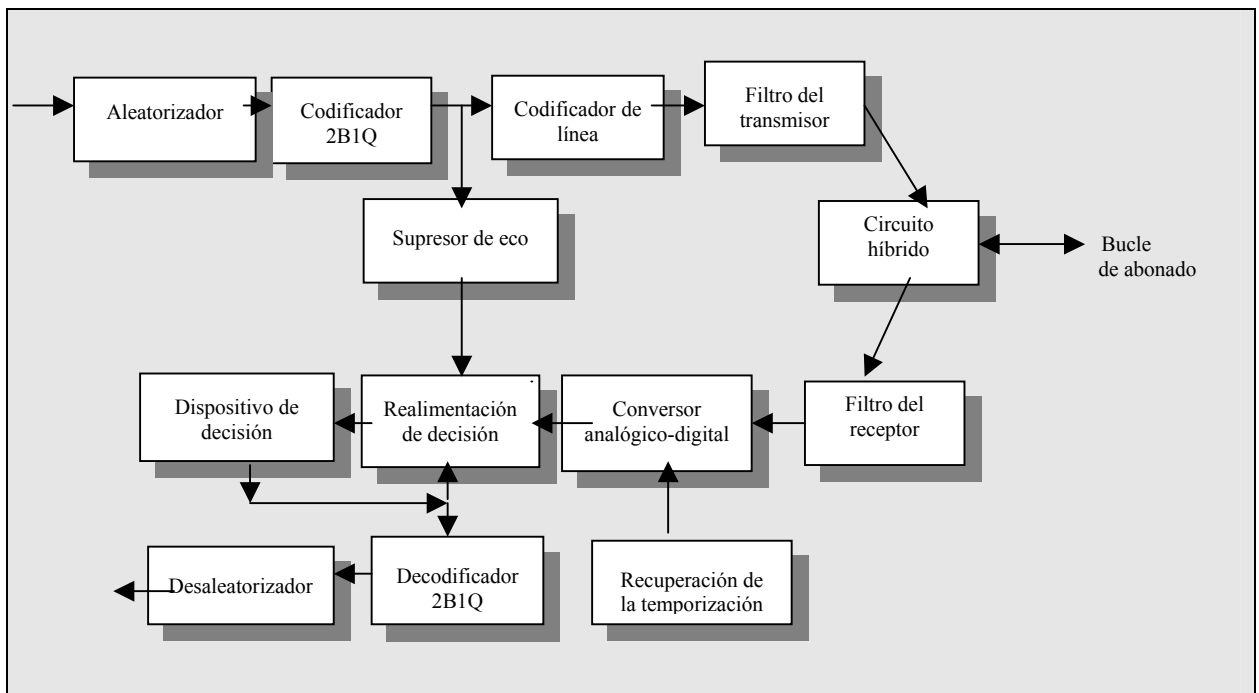 Aleatorizador
Codificador
2B1Q
Codificador de
línea
Filtro del
transmisor
Supresor de eco
Circuito
híbrido
Bucle
de abonado
Dispositivo de
decisión
Realimentación
de decisión
Conversor
analógico-digital
Filtro del
receptor
Desaleatorizador
Decodificador
2B1Q
Recuperación de
la temporización